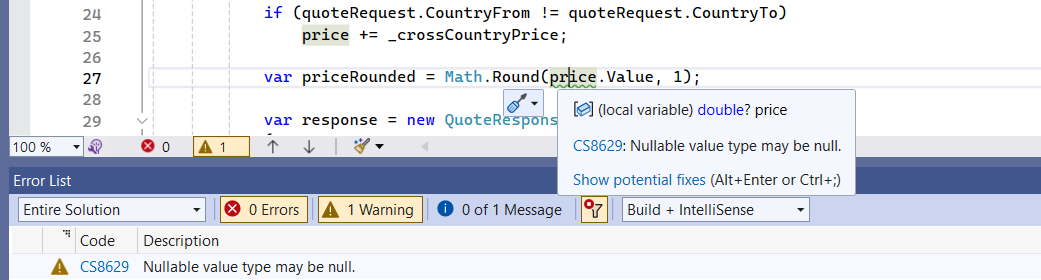 24 if (quoteRequest.CountryFrom != quoteRequest.CountryTo)
25 price += _crossCountryPrice;
26
27 var priceRounded = Math.Round(price.Value, 1);
28
(local variable) double? price
29 var response = new QuoteRespons
CS8629: Nullable value type may be null.
Show potential fixes (Alt+Enter or Ctrl+;)
100 % 0 1
Error List
Entire Solution 0 Errors 1 Warning 0 of 1 Message Build + IntelliSense
Code Description
CS8629 Nullable value type may be null.